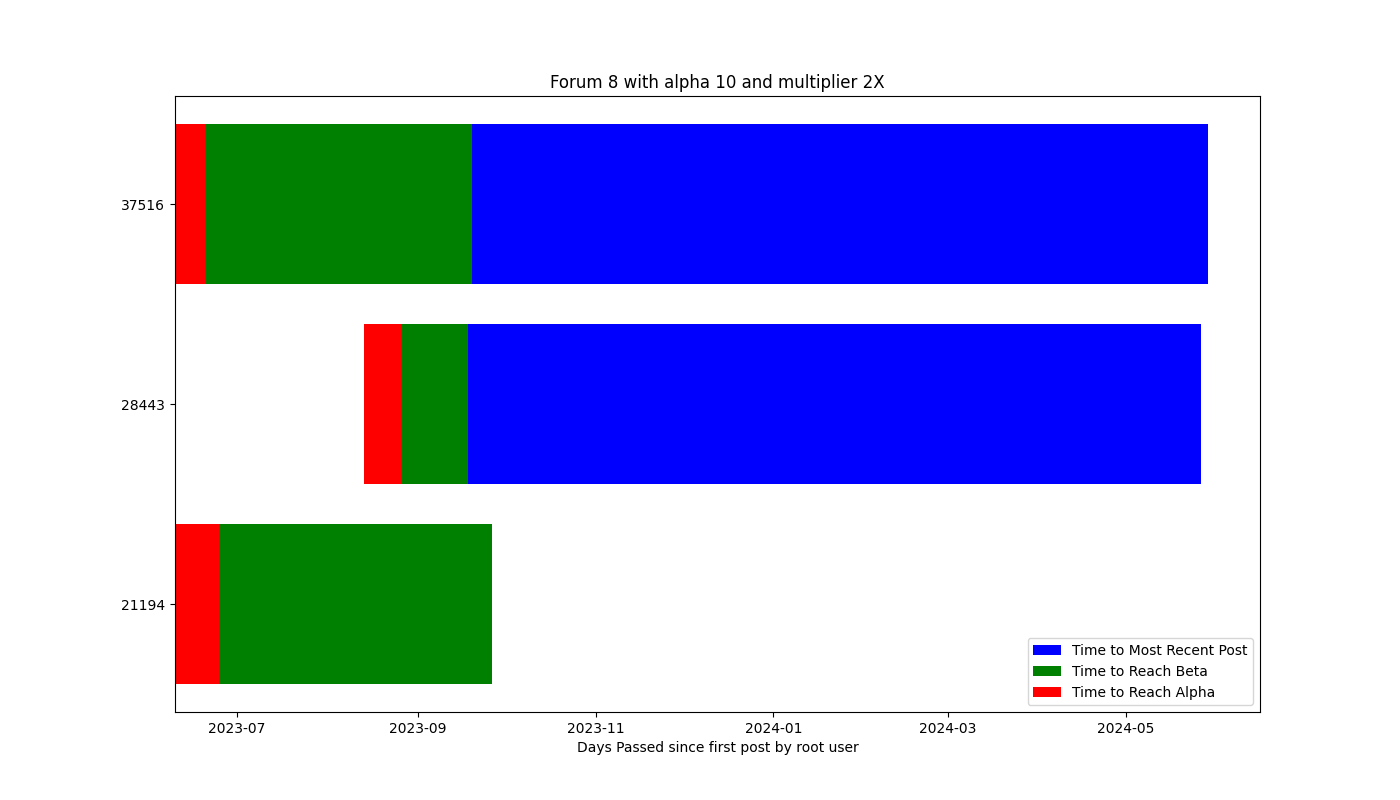 Forum 8 with alpha 10 and multiplier 2X
37516
28443
21194
Time to Most Recent Post
Time to Reach Beta
Time to Reach Alpha
2023-07 2023-09 2023-11 2024-01 2024-03 2024-05
Days Passed since first post by root user